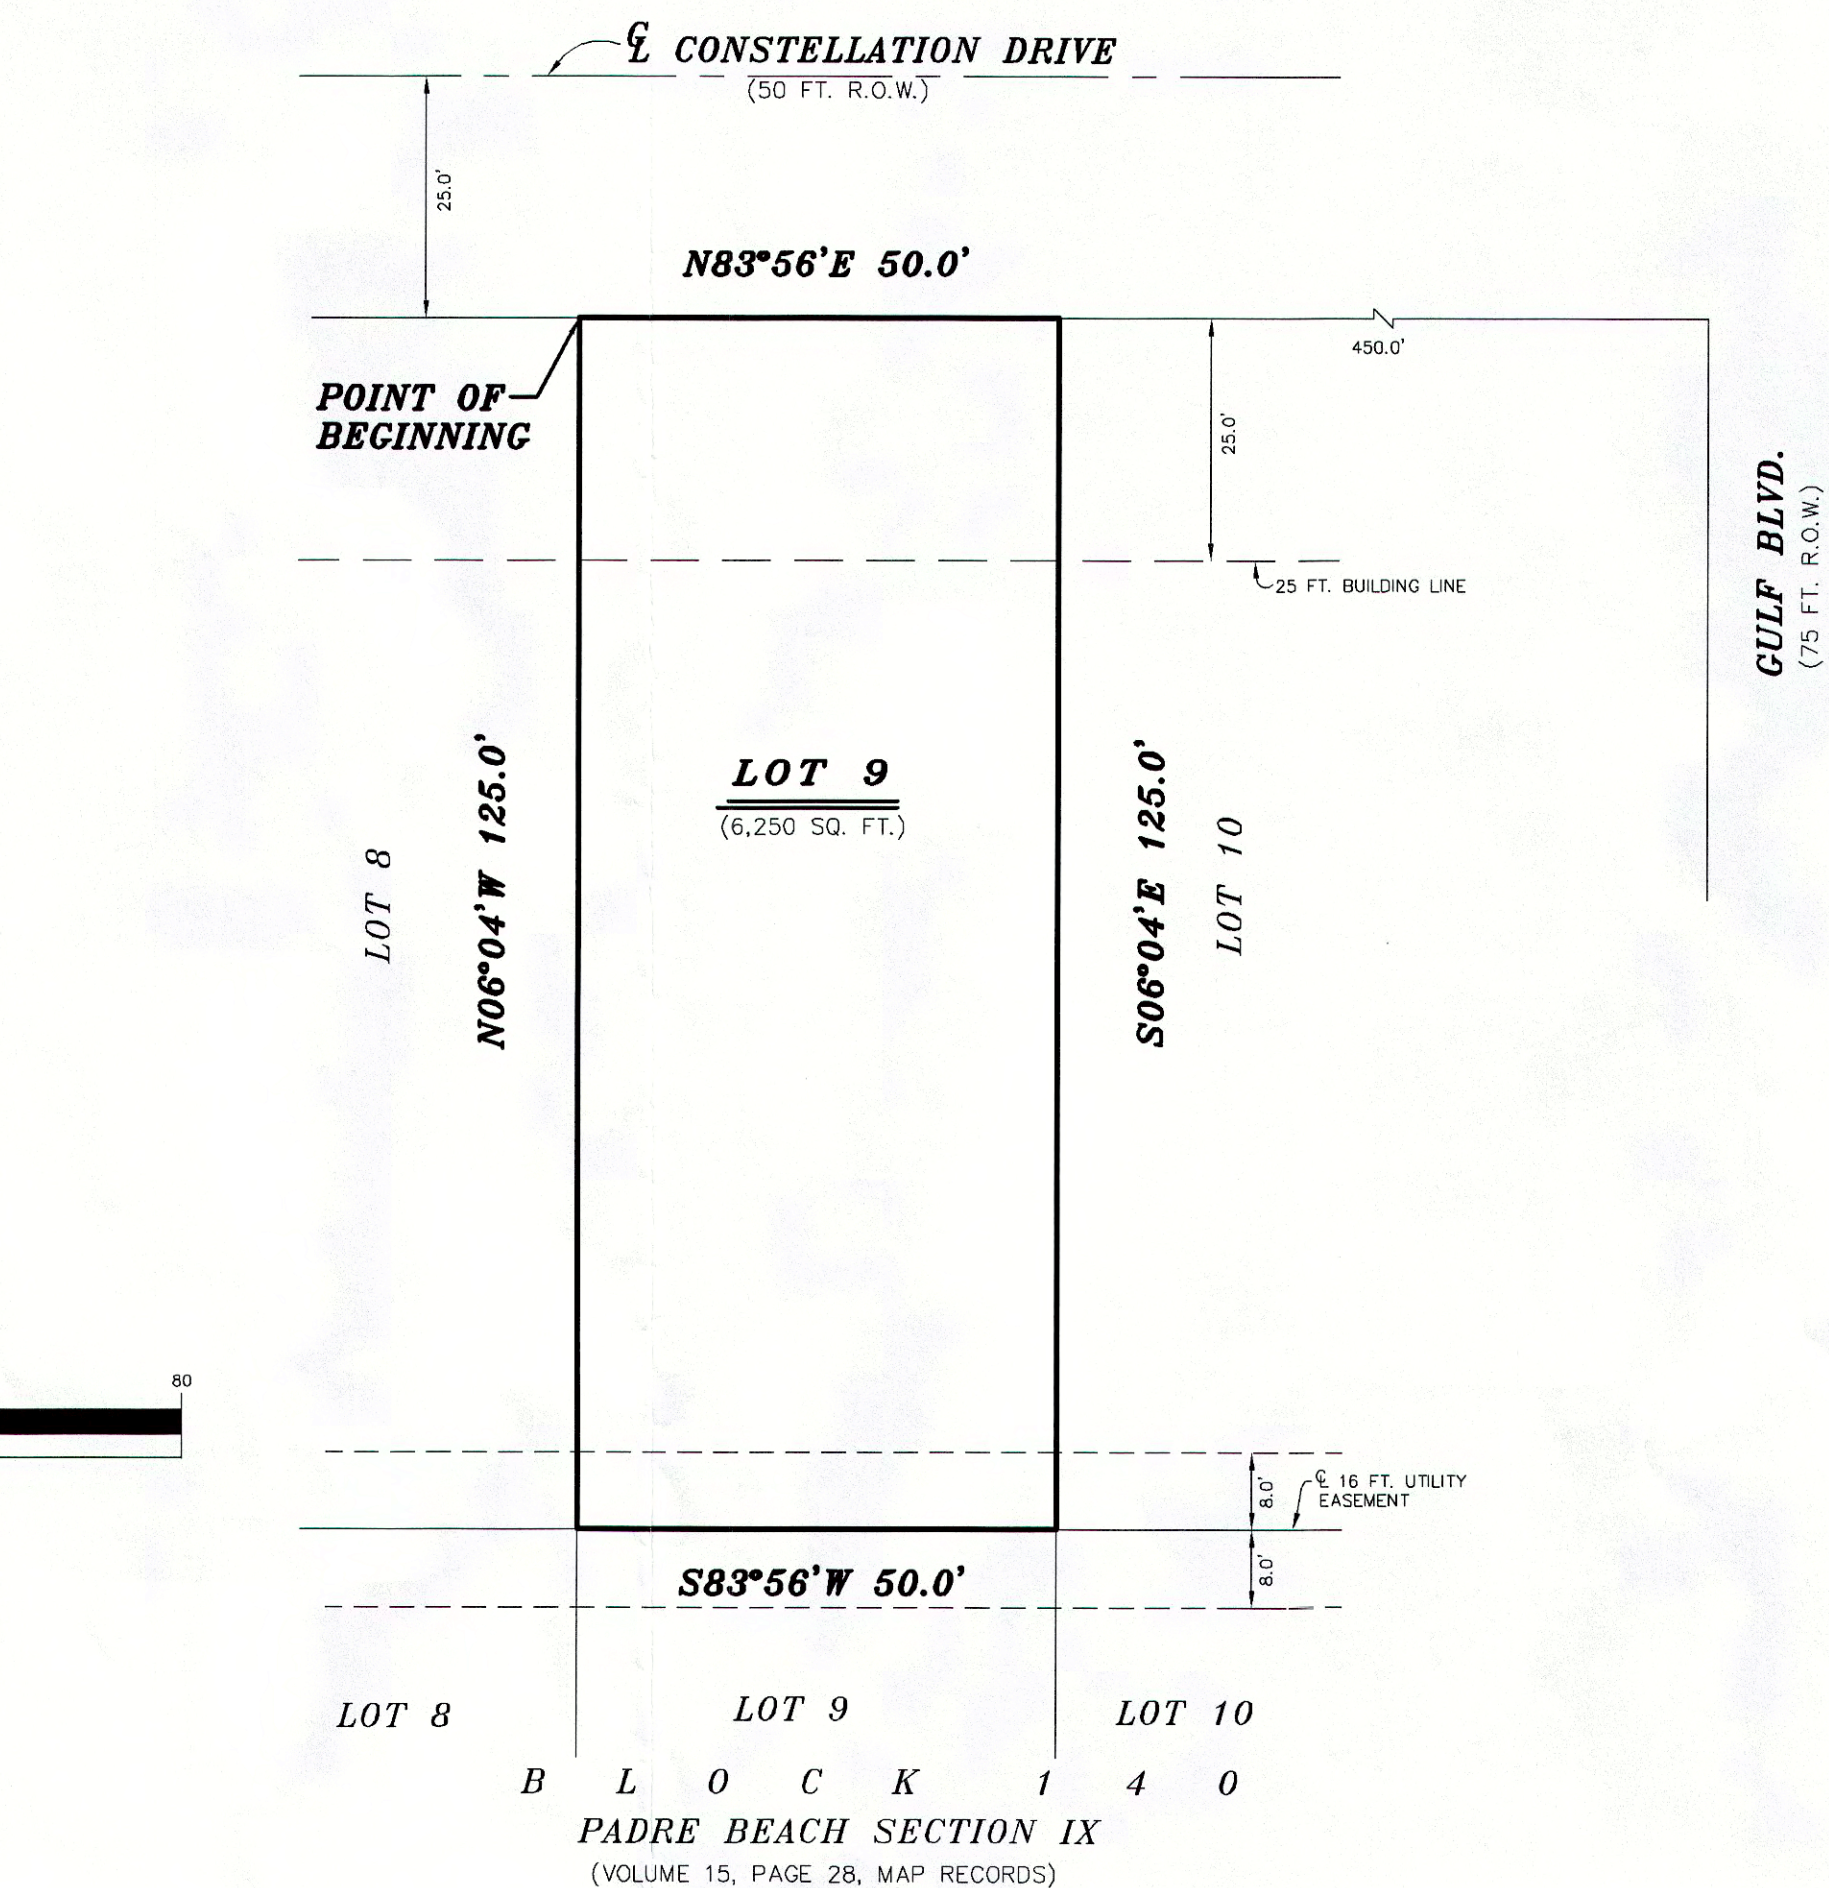 ℄ CONSTELLATION DRIVE
(50 FT. R.O.W.)
25.0'
N83°56'E 50.0'
450.0'
POINT OF
BEGINNING
25.0'
25 FT. BUILDING LINE
GULF BLVD.
(75 FT. R.O.W.)
LOT 8
N06°04'W 125.0'
LOT 9
(6,250 SQ. FT.)
S06°04'E 125.0'
LOT 10
80
8.0'
℄ 16 FT. UTILITY
EASEMENT
8.0'
S83°56'W 50.0'
LOT 8 LOT 9 LOT 10
BLOCK 140
PADRE BEACH SECTION IX
(VOLUME 15, PAGE 28, MAP RECORDS)